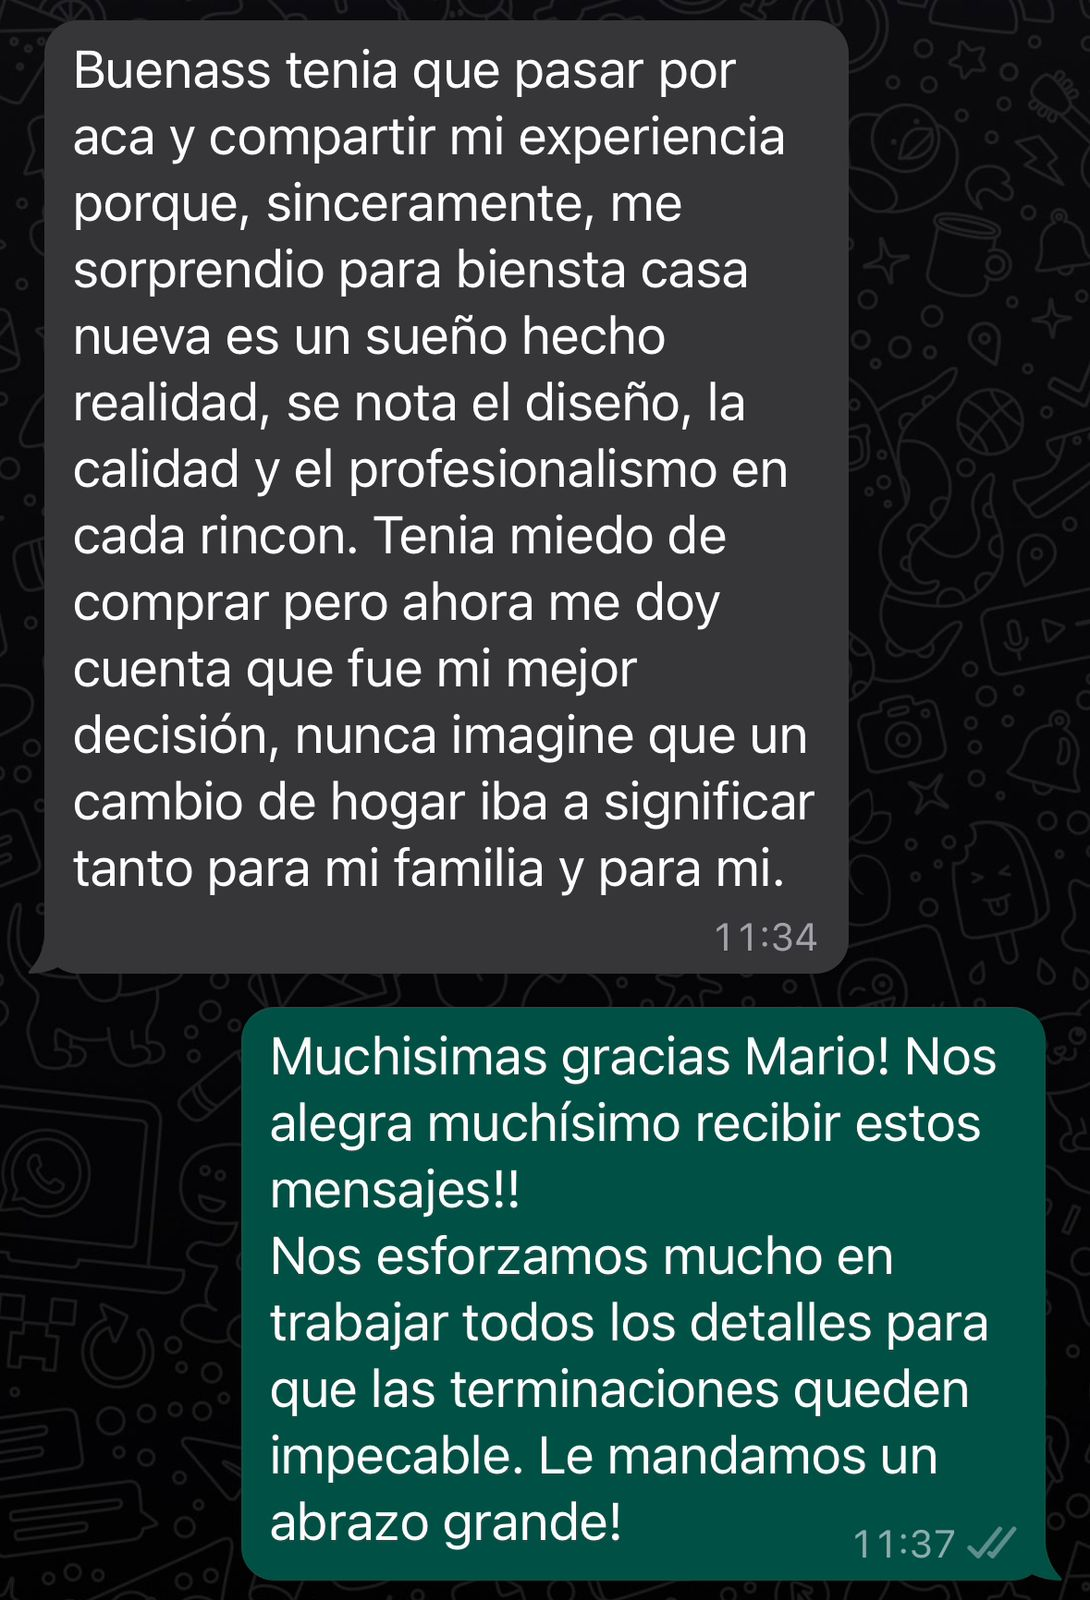 Buenass tenia que pasar por
aca y compartir mi experiencia
porque, sinceramente, me
sorprendio para biensta casa
nueva es un sueño hecho
realidad, se nota el diseño, la
calidad y el profesionalismo en
cada rincon. Tenia miedo de
comprar pero ahora me doy
cuenta que fue mi mejor
decisión, nunca imagine que un
cambio de hogar iba a significar
tanto para mi familia y para mi.
11:34
Muchisimas gracias Mario! Nos
alegra muchísimo recibir estos
mensajes!!
Nos esforzamos mucho en
trabajar todos los detalles para
que las terminaciones queden
impecable. Le mandamos un
abrazo grande!
11:37